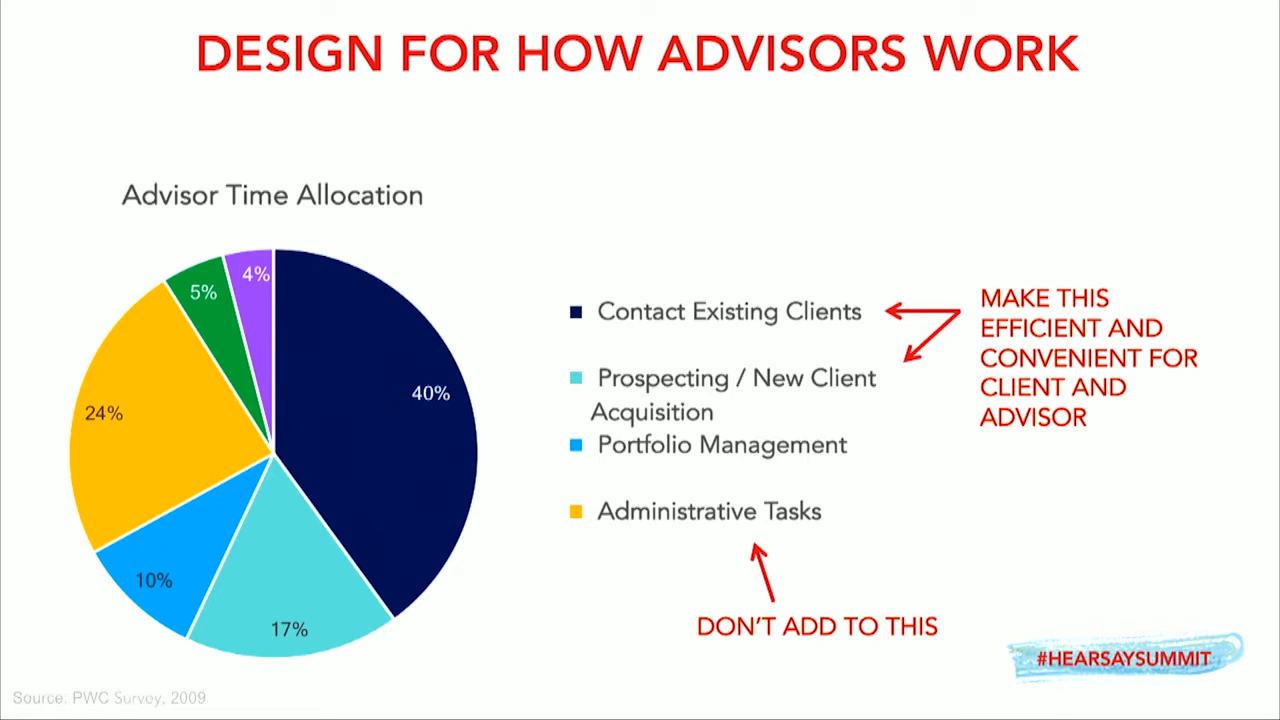 DESIGN FOR HOW ADVISORS WORK
Advisor Time Allocation
4%
5%
40%
24%
10%
17%
Contact Existing Clients
Prospecting / New Client
Acquisition
Portfolio Management
Administrative Tasks
MAKE THIS
EFFICIENT AND
CONVENIENT FOR
CLIENT AND
ADVISOR
DON'T ADD TO THIS
#HEARSAYSUMMIT
Source: PWC Survey, 2009